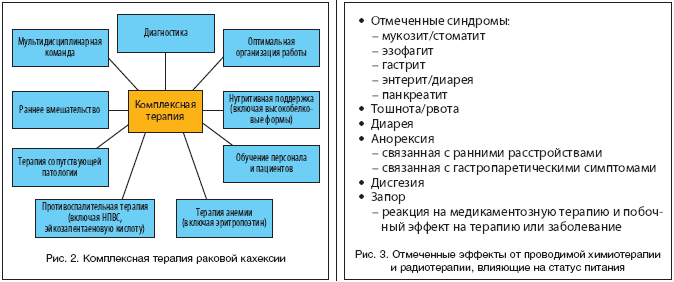 Диагностика
Мультидисциплинарная
команда
Оптимальная
организация работы
Раннее вмешательство
Комплексная
терапия
Нутритивная поддержка
(включая высокобелко-
вые формы)
Терапия сопутствующей
патологии
Обучение персонала
и пациентов
Противоспалительная терапия
(включая НПВС,
эйкозапентаеновую кислоту)
Терапия анемии
(включая эритропоэтин)
Рис. 2. Комплексная терапия раковой кахексии
• Отмеченные синдромы:
– мукозит/стоматит
– эзофагит
– гастрит
– энтерит/диарея
– панкреатит
• Тошнота/рвота
• Диарея
• Анорексия
– связанная с ранними расстройствами
– связанная с гастропаретическими симптомами
• Дисгезия
• Запор
– реакция на медикаментозную терапию и побоч-
ный эффект на терапию или заболевание
Рис. 3. Отмеченные эффекты от проводимой химиотерапии
и радиотерапии, влияющие на статус питания